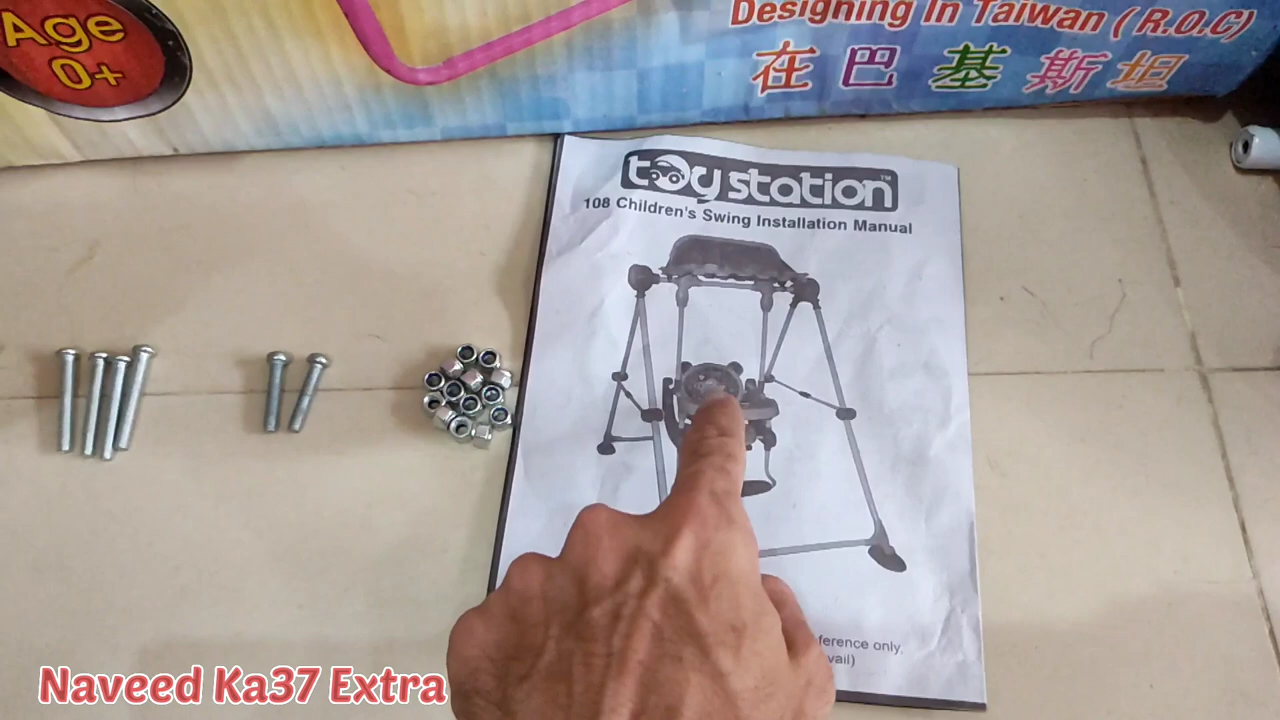 Age
0+
Designing In Taiwan ( R.O.C)
在巴基斯坦
toy station™
108 Children's Swing Installation Manual
ference only,
vail)
Naveed Ka37 Extra